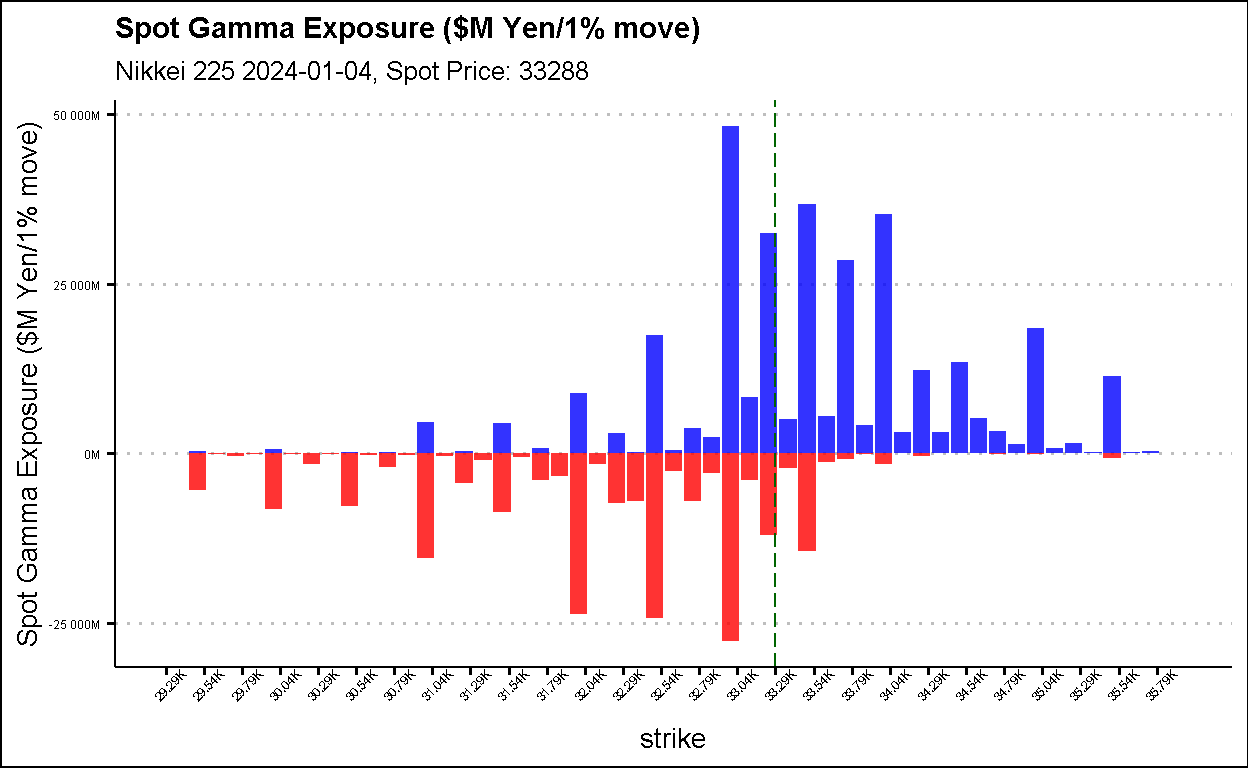 Spot Gamma Exposure ($M Yen/1% move)
Nikkei 225 2024-01-04, Spot Price: 33288
Spot Gamma Exposure ($M Yen/1% move)
50 000M
25 000M
0M
-25 000M
29.29K
29.54K
29.79K
30.04K
30.29K
30.54K
30.79K
31.04K
31.29K
31.54K
31.79K
32.04K
32.29K
32.54K
32.79K
33.04K
33.29K
33.54K
33.79K
34.04K
34.29K
34.54K
34.79K
35.04K
35.29K
35.54K
35.79K
strike